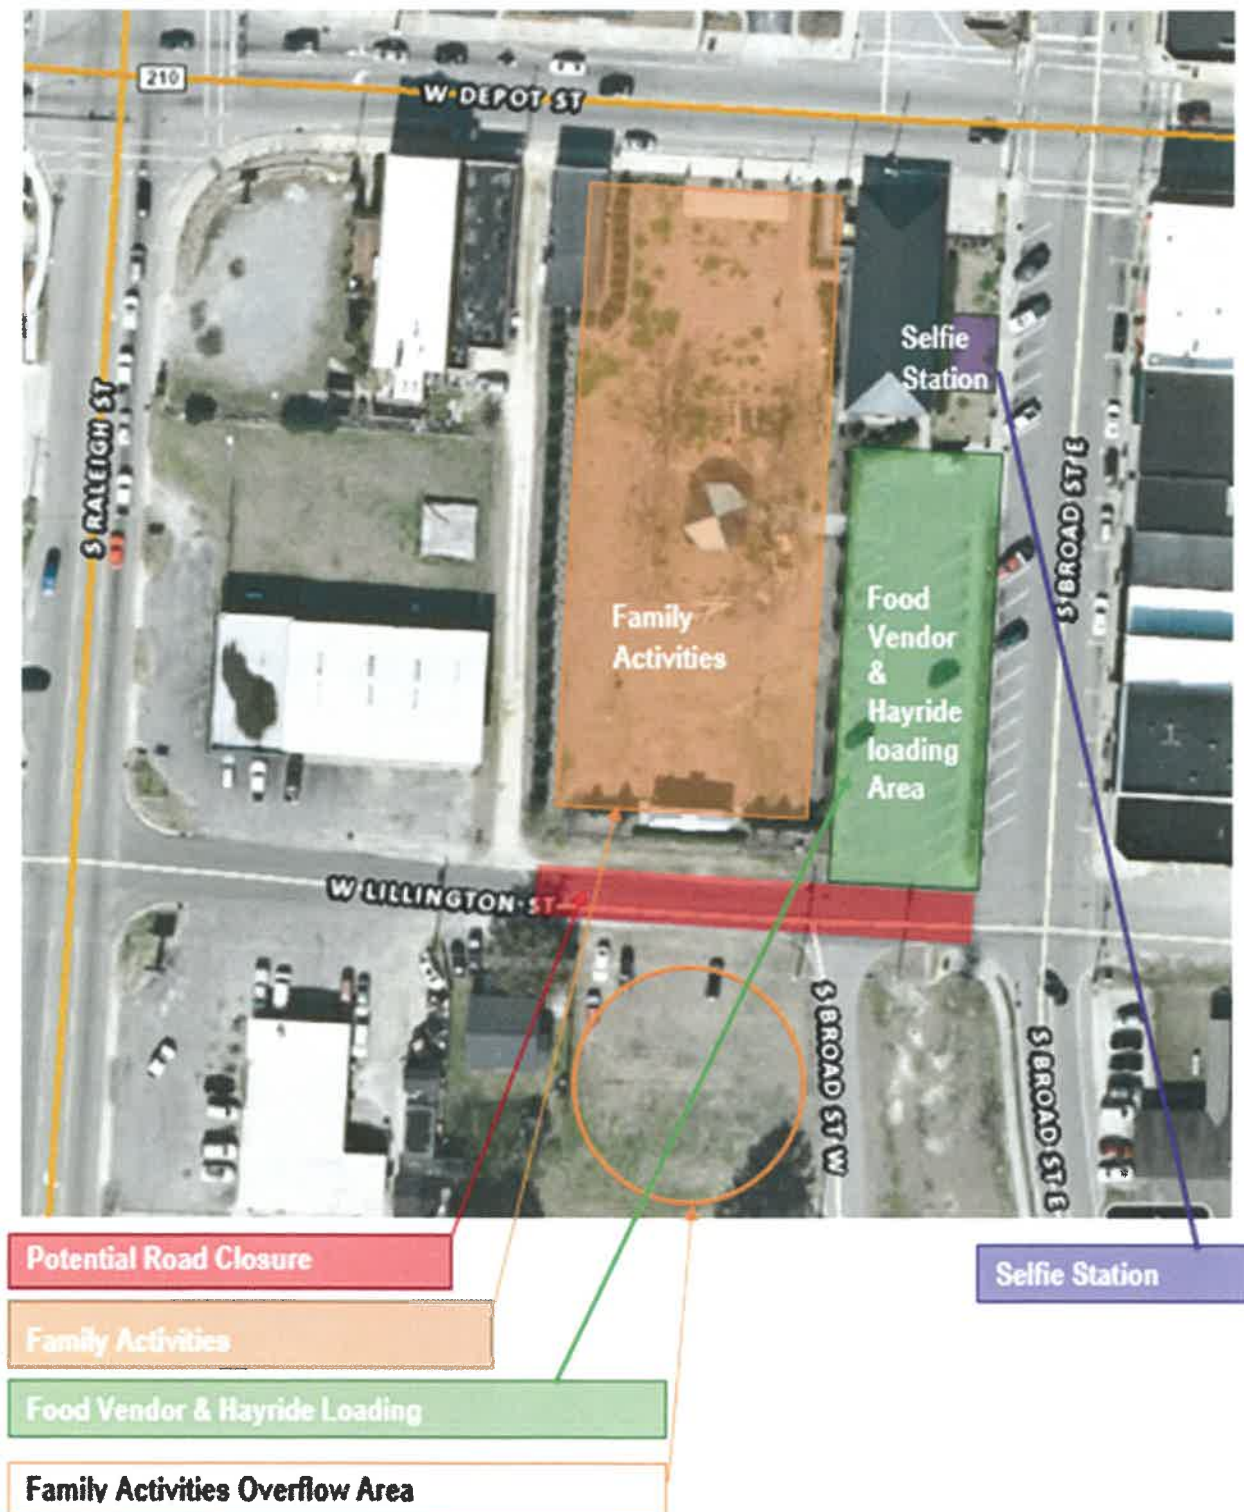 210
W DEPOT ST
S RALEIGH ST
Selfie
Station
S BROAD ST E
Family
Activities
Food
Vendor
&
Hayride
loading
Area
W LILLINGTON ST
S BROAD ST W
S BROAD ST E
Potential Road Closure
Selfie Station
Family Activities
Food Vendor & Hayride Loading
Family Activities Overflow Area